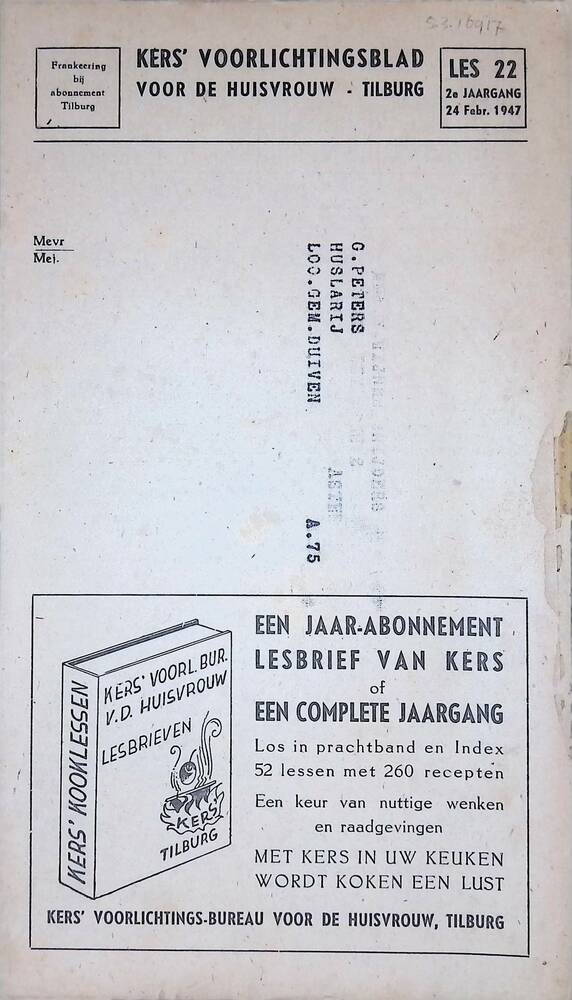 Frankeering
bij
abonnement
Tilburg
KERS' VOORLICHTINGSBLAD
VOOR DE HUISVROUW - TILBURG
LES 22
2e JAARGANG
24 Febr. 1947
Mevr
Mej.
G.PETERS
HUSLARIJ
LOO.GEM.DUIVEN A.75
KERS' KOOKLESSEN
KERS' VOORL. BUR.
V.D. HUISVROUW
LESBRIEVEN
KERS'
TILBURG
EEN JAAR-ABONNEMENT
LESBRIEF VAN KERS
of
EEN COMPLETE JAARGANG
Los in prachtband en Index
52 lessen met 260 recepten
Een keur van nuttige wenken
en raadgevingen
MET KERS IN UW KEUKEN
WORDT KOKEN EEN LUST
KERS' VOORLICHTINGS-BUREAU VOOR DE HUISVROUW, TILBURG